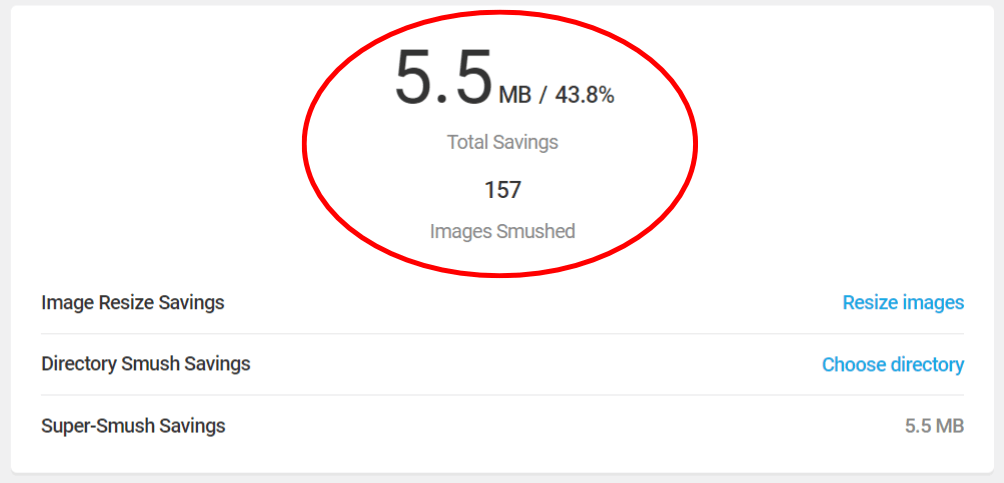 5.5 MB / 43.8%
Total Savings
157
Images Smushed
Image Resize Savings Resize images
Directory Smush Savings Choose directory
Super-Smush Savings 5.5 MB